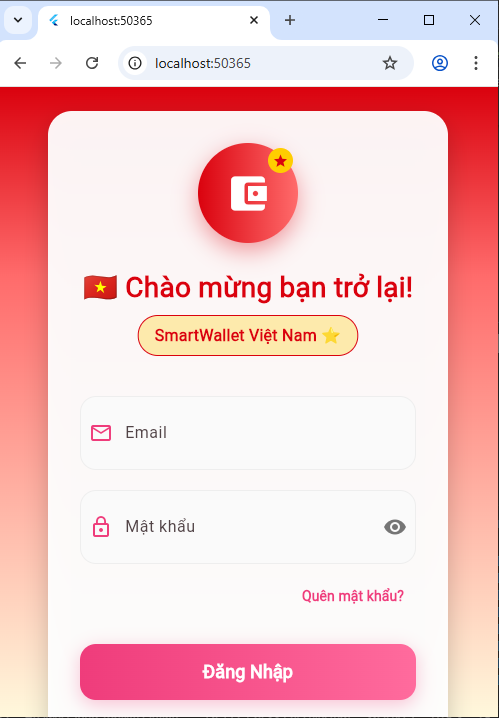 localhost:50365
localhost:50365
🇻🇳 Chào mừng bạn trở lại!
SmartWallet Việt Nam ⭐
Email
Mật khẩu
Quên mật khẩu?
Đăng Nhập